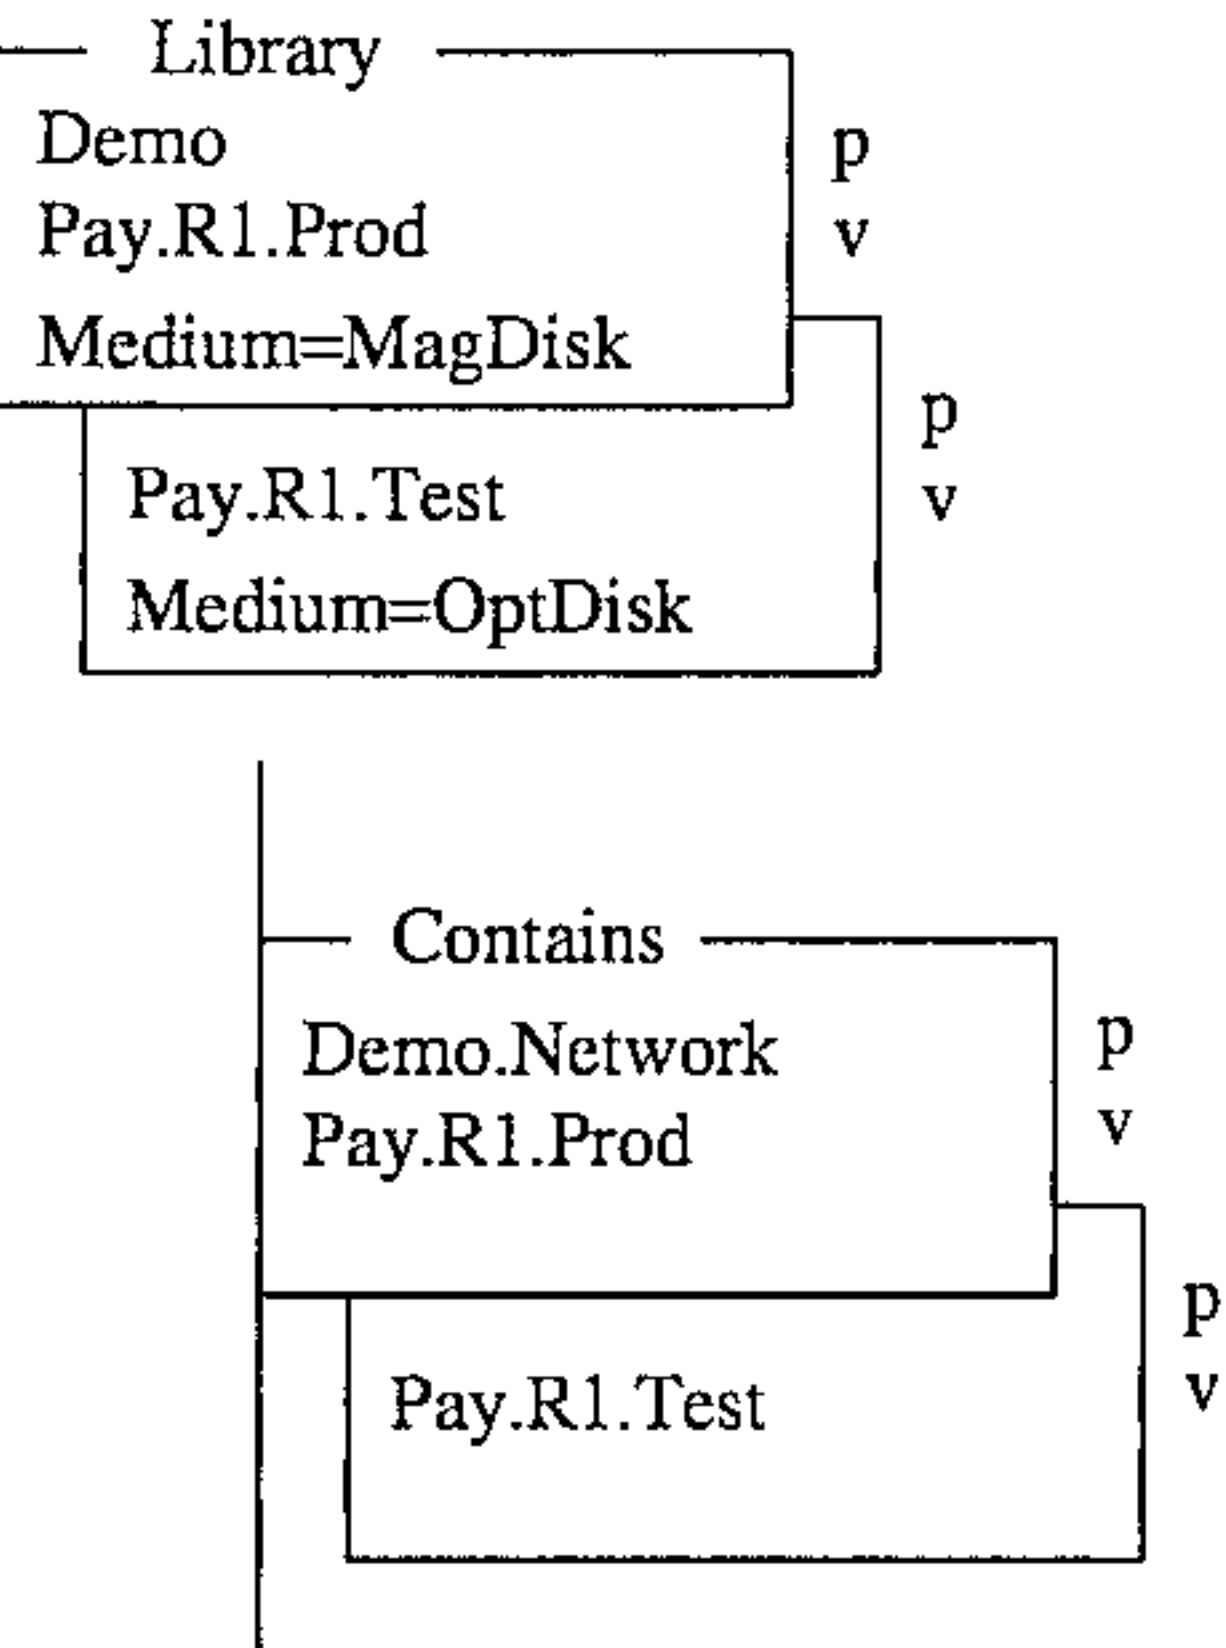 Library
Demo
Pay.R1.Prod
Medium=MagDisk
p
v
Pay.R1.Test
Medium=OptDisk
p
v
Contains
Demo.Network
Pay.R1.Prod
p
v
Pay.R1.Test
p
v